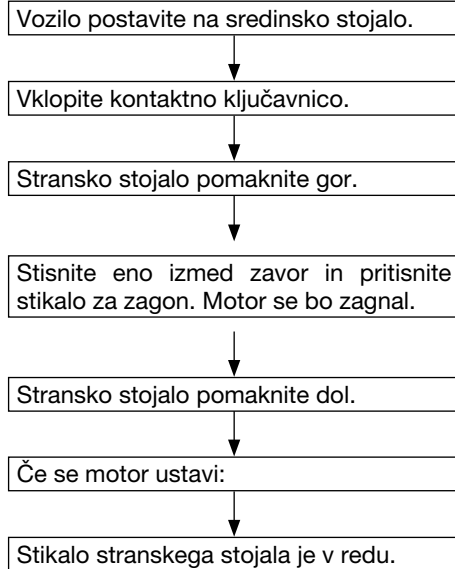 Vozilo postavite na sredinsko stojalo.
Vklopite kontaktno ključavnico.
Stransko stojalo pomaknite gor.
Stisnite eno izmed zavor in pritisnite
stikalo za zagon. Motor se bo zagnal.
Stransko stojalo pomaknite dol.
Če se motor ustavi:
Stikalo stranskega stojala je v redu.